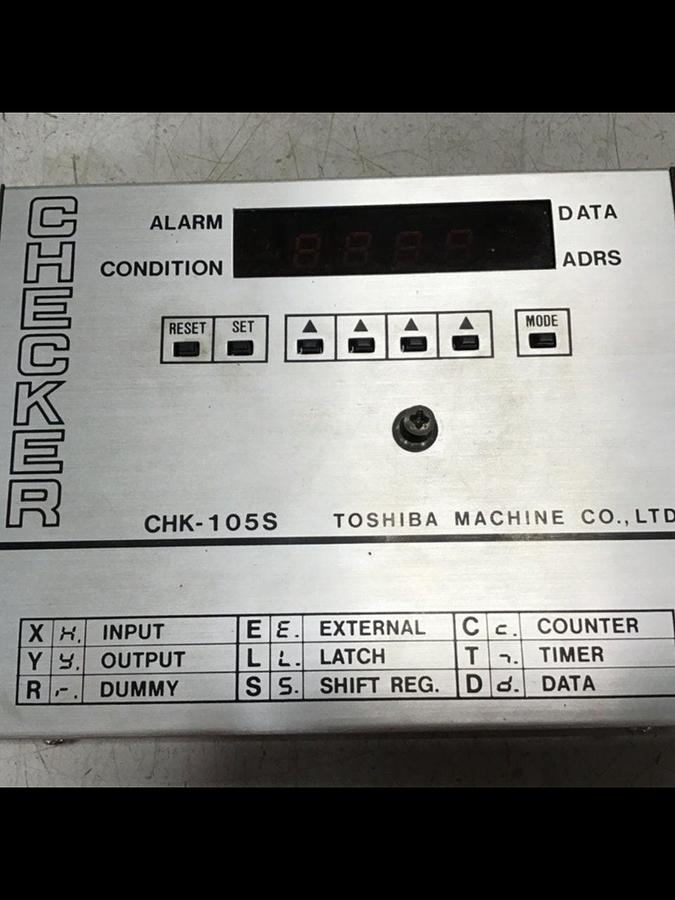 CHECKER
ALARM
DATA
CONDITION
ADRS
RESET SET ▲ ▲ ▲ ▲ MODE
CHK-105S TOSHIBA MACHINE CO., LTD
X H. INPUT E E. EXTERNAL C c. COUNTER
Y y. OUTPUT L L. LATCH T ¬. TIMER
R r. DUMMY S S. SHIFT REG. D d. DATA